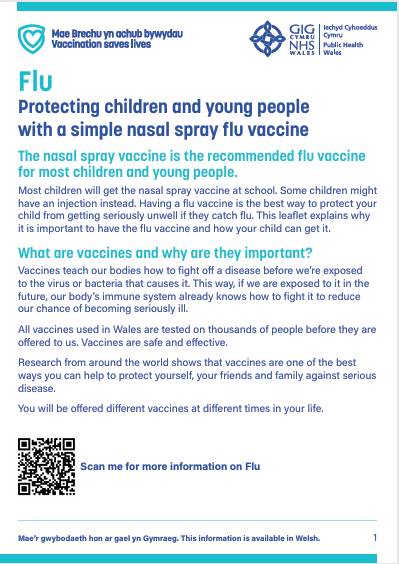 Mae Brechu yn achub bywydau
Vaccination saves lives
GIG
CYMRU
NHS
WALES
Iechyd Cyhoeddus
Cymru
Public Health
Wales
Flu
Protecting children and young people
with a simple nasal spray flu vaccine
The nasal spray vaccine is the recommended flu vaccine
for most children and young people.
Most children will get the nasal spray vaccine at school. Some children might
have an injection instead. Having a flu vaccine is the best way to protect your
child from getting seriously unwell if they catch flu. This leaflet explains why
it is important to have the flu vaccine and how your child can get it.
What are vaccines and why are they important?
Vaccines teach our bodies how to fight off a disease before we're exposed
to the virus or bacteria that causes it. This way, if we are exposed to it in the
future, our body's immune system already knows how to fight it to reduce
our chance of becoming seriously ill.
All vaccines used in Wales are tested on thousands of people before they are
offered to us. Vaccines are safe and effective.
Research from around the world shows that vaccines are one of the best
ways you can help to protect yourself, your friends and family against serious
disease.
You will be offered different vaccines at different times in your life.
Scan me for more information on Flu
Mae'r gwybodaeth hon ar gael yn Gymraeg. This information is available in Welsh.
1